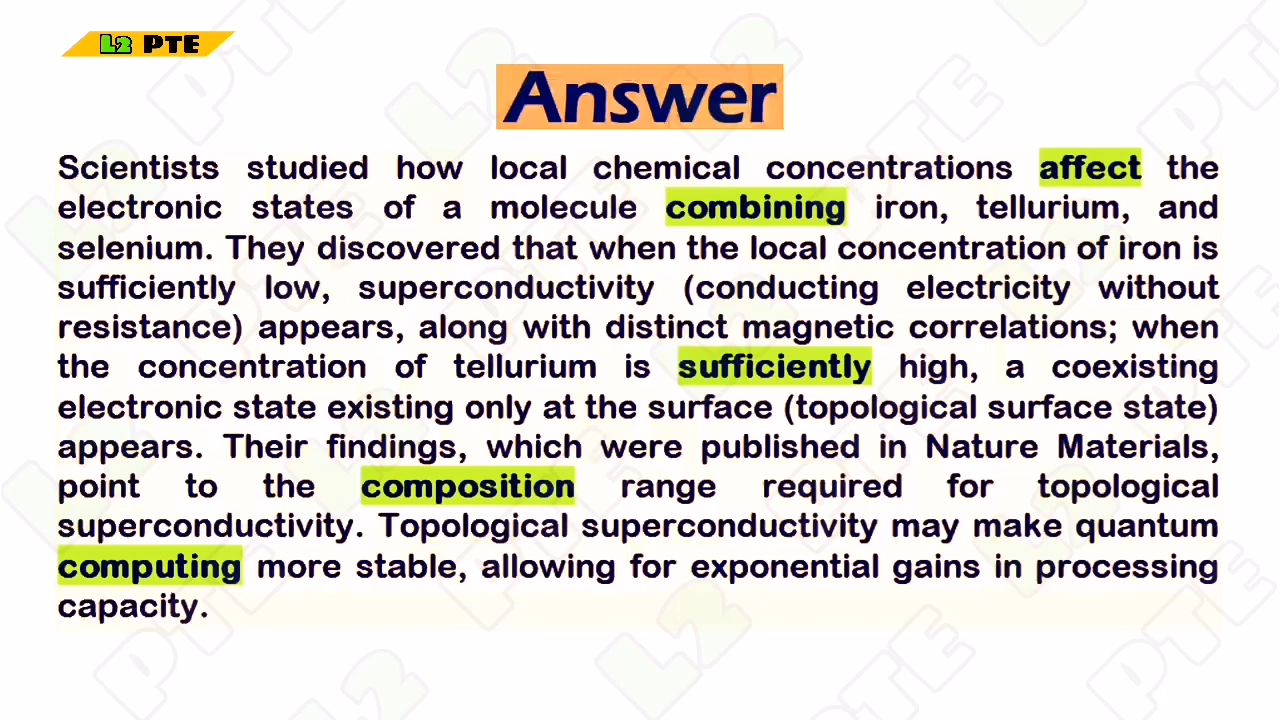 L2 PTE
Answer
Scientists studied how local chemical concentrations affect the
electronic states of a molecule combining iron, tellurium, and
selenium. They discovered that when the local concentration of iron is
sufficiently low, superconductivity (conducting electricity without
resistance) appears, along with distinct magnetic correlations; when
the concentration of tellurium is sufficiently high, a coexisting
electronic state existing only at the surface (topological surface state)
appears. Their findings, which were published in Nature Materials,
point to the composition range required for topological
superconductivity. Topological superconductivity may make quantum
computing more stable, allowing for exponential gains in processing
capacity.